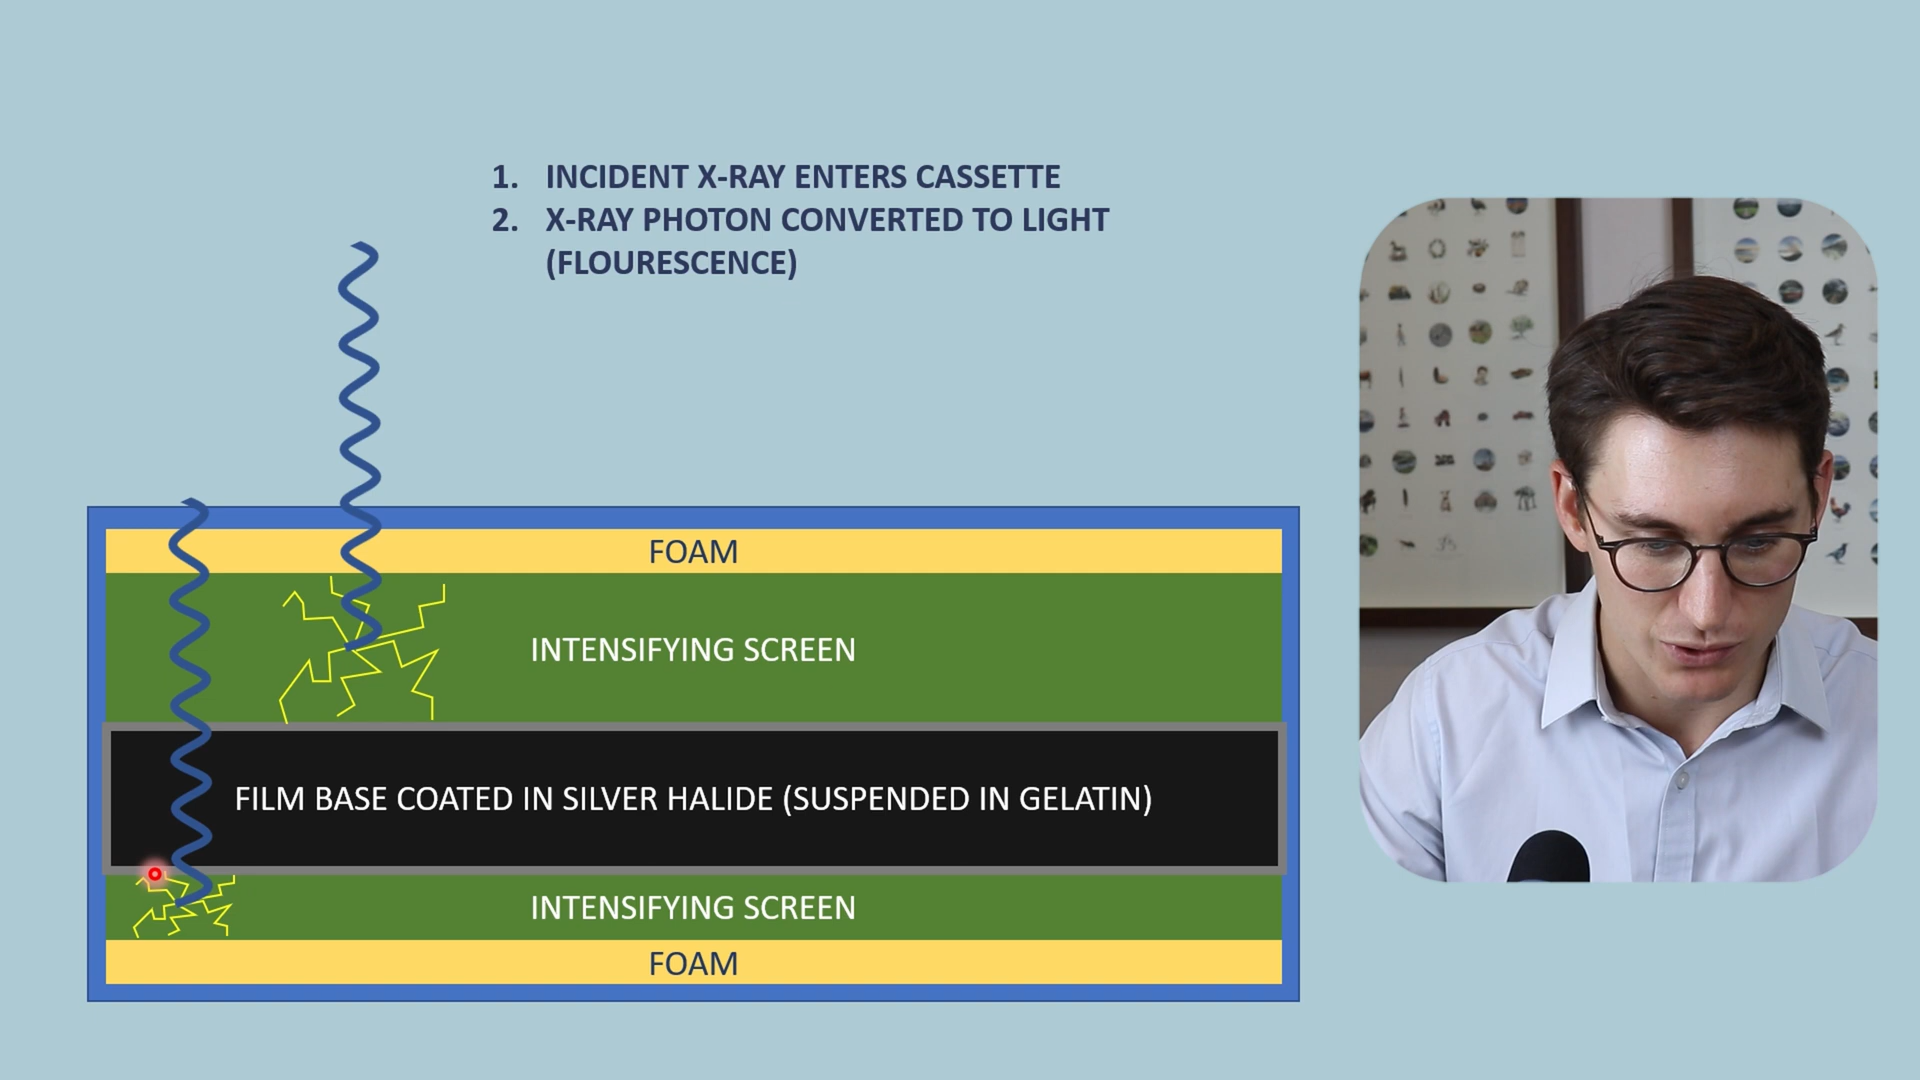 1. INCIDENT X-RAY ENTERS CASSETTE
2. X-RAY PHOTON CONVERTED TO LIGHT
(FLOURESCENCE)
FOAM
INTENSIFYING SCREEN
FILM BASE COATED IN SILVER HALIDE (SUSPENDED IN GELATIN)
INTENSIFYING SCREEN
FOAM